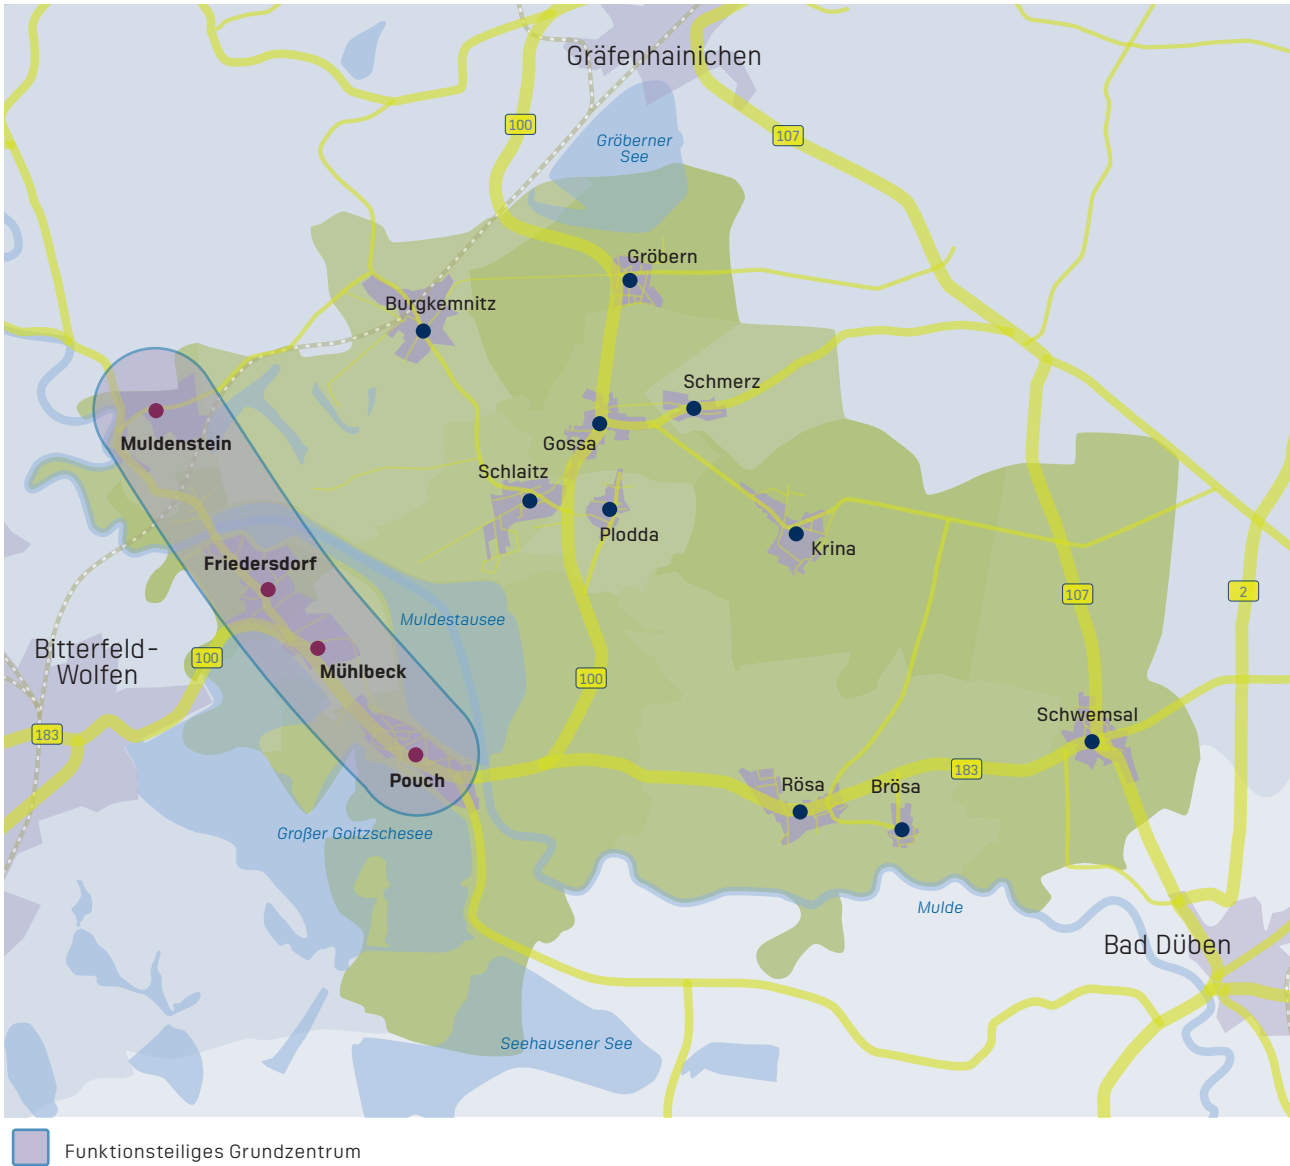 Gräfenhainichen
100
107
Gröberner
See
Gröbern
Burgkemnitz
Schmerz
Gossa
Muldenstein
Schlaitz
Plodda
Krina
Friedersdorf
107
2
Muldestausee
Bitterfeld-
Wolfen
100
Mühlbeck
100
Schwemsal
183
183
Pouch
Rösa
Brösa
Großer Goitzschesee
Mulde
Bad Düben
Seehausener See
Funktionsteiliges Grundzentrum